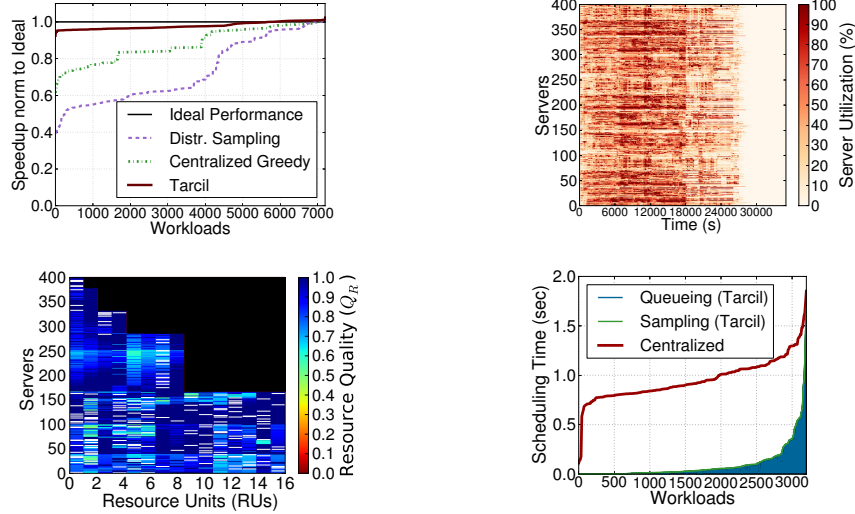 Speedup norm to Ideal
1.0
0.8
0.6
0.4
0.2
0.0
Ideal Performance
Distr. Sampling
Centralized Greedy
Tarcil
0 1000 2000 3000 4000 5000 6000 7000
Workloads
Servers
400
350
300
250
200
150
100
50
0
0 6000 12000 18000 24000 30000
Time (s)
100
90
80
70
60
50
40
30
20
10
0
Server Utilization (%)
Servers
400
350
300
250
200
150
100
50
0
0 2 4 6 8 10 12 14 16
Resource Units (RUs)
1.0
0.9
0.8
0.7
0.6
0.5
0.4
0.3
0.2
0.1
0.0
Resource Quality (Q_R)
Scheduling Time (sec)
2.0
1.5
1.0
0.5
0.0
Queueing (Tarcil)
Sampling (Tarcil)
Centralized
0 500 1000 1500 2000 2500 3000
Workloads